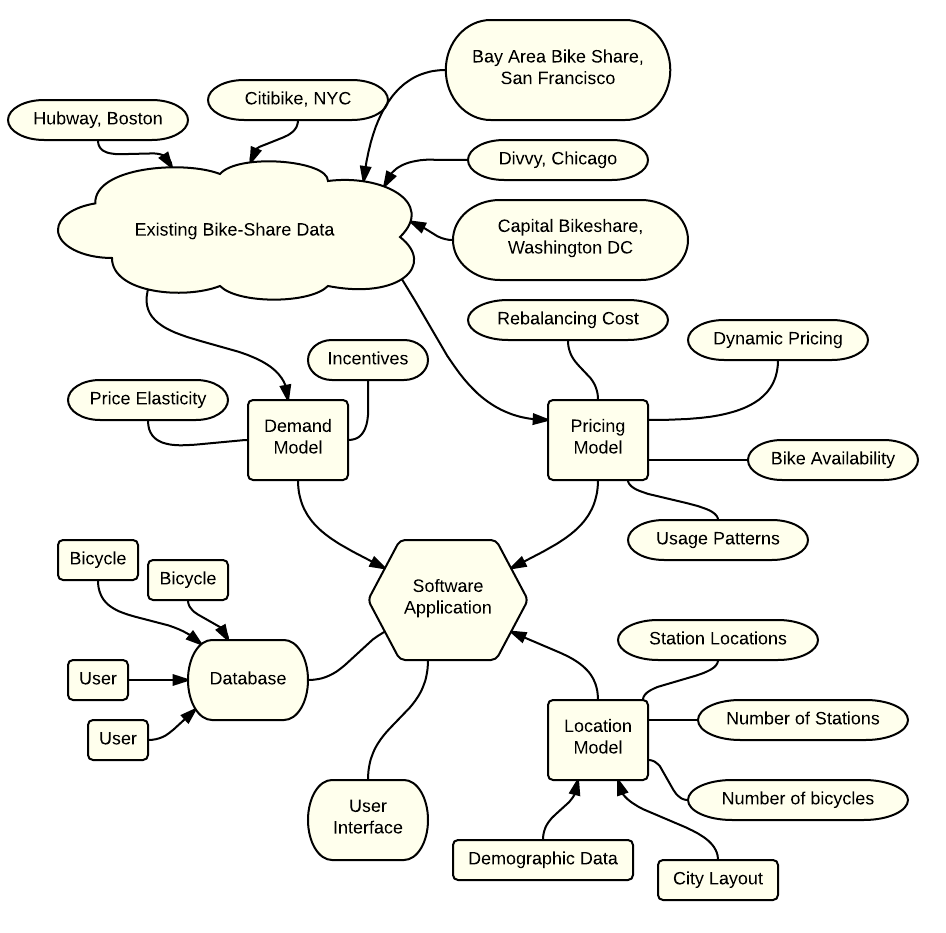 Bay Area Bike Share,
San Francisco
Citibike, NYC
Hubway, Boston
Divvy, Chicago
Existing Bike-Share Data
Capital Bikeshare,
Washington DC
Rebalancing Cost
Dynamic Pricing
Incentives
Price Elasticity
Demand
Model
Pricing
Model
Bike Availability
Usage Patterns
Bicycle
Bicycle
Software
Application
Station Locations
User
Database
Number of Stations
User
Location
Model
User
Interface
Number of bicycles
Demographic Data
City Layout